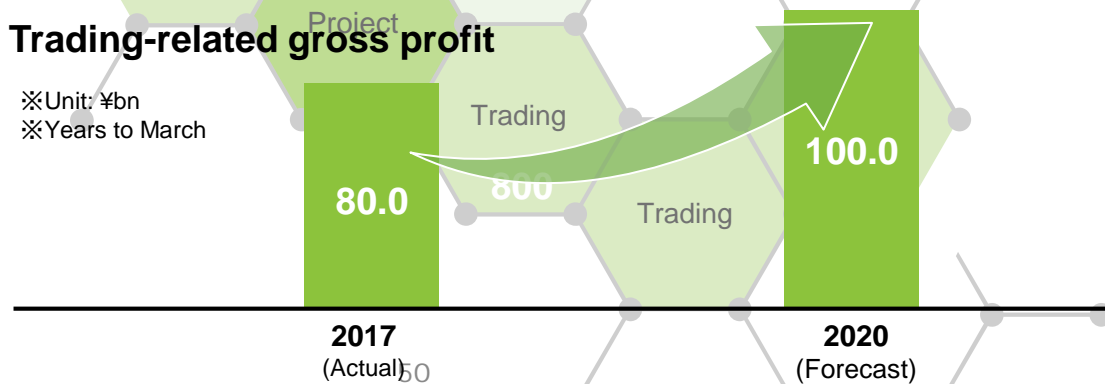 Project
Trading-related gross profit
※Unit: ¥bn
※Years to March
Trading
100.0
800
80.0
Trading
2017
2020
(Actual)
(Forecast)
50